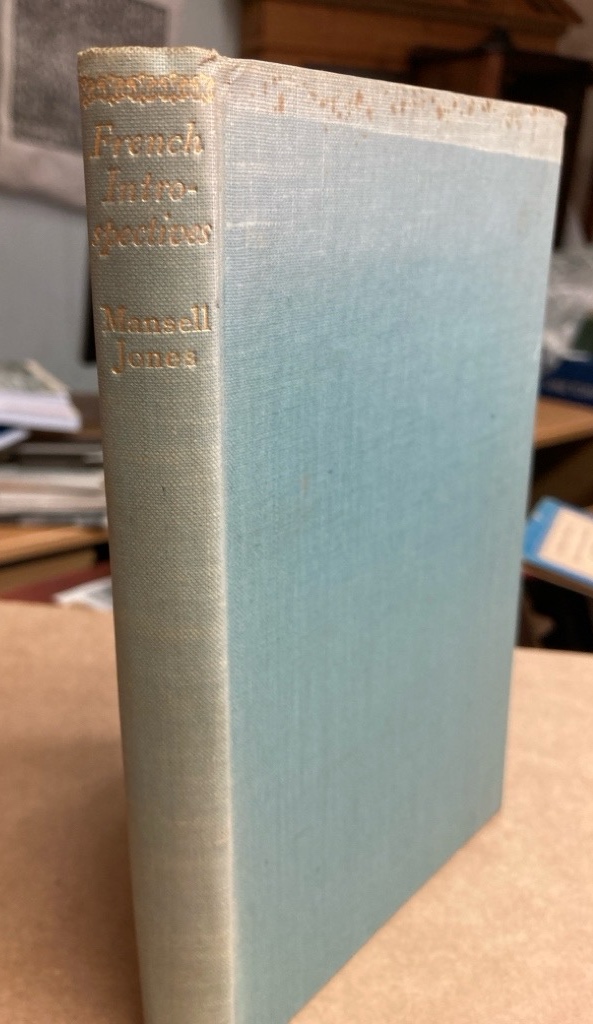 French
Intro-
spectives
Mansell
Jones